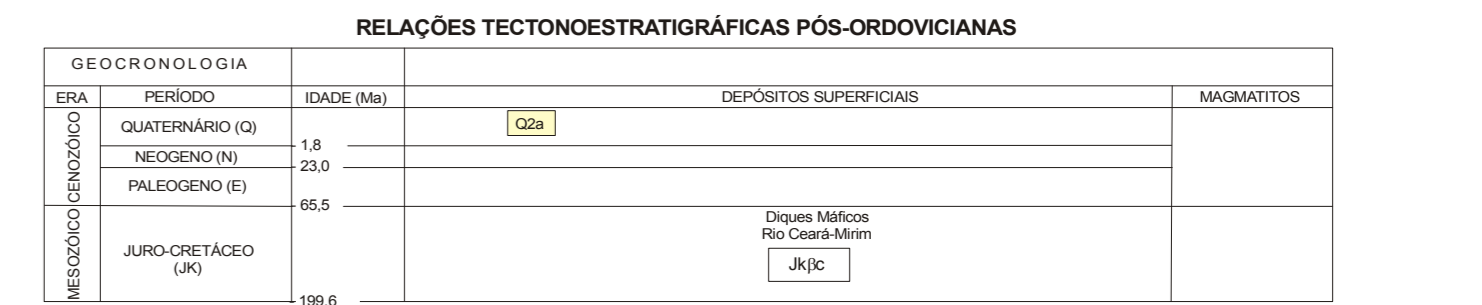 RELAÇÕES TECTONOESTRATIGRÁFICAS PÓS-ORDOVICIANAS
GEOCRONOLOGIA
ERA PERÍODO IDADE (Ma) DEPÓSITOS SUPERFICIAIS MAGMATITOS
CENOZÓICO
QUATERNÁRIO (Q) Q2a
1,8
NEOGENO (N)
23,0
PALEOGENO (E)
65,5
MESOZÓICO
Diques Máficos
Rio Ceará-Mirim
JURO-CRETÁCEO
(JK)
Jkβc
199,6